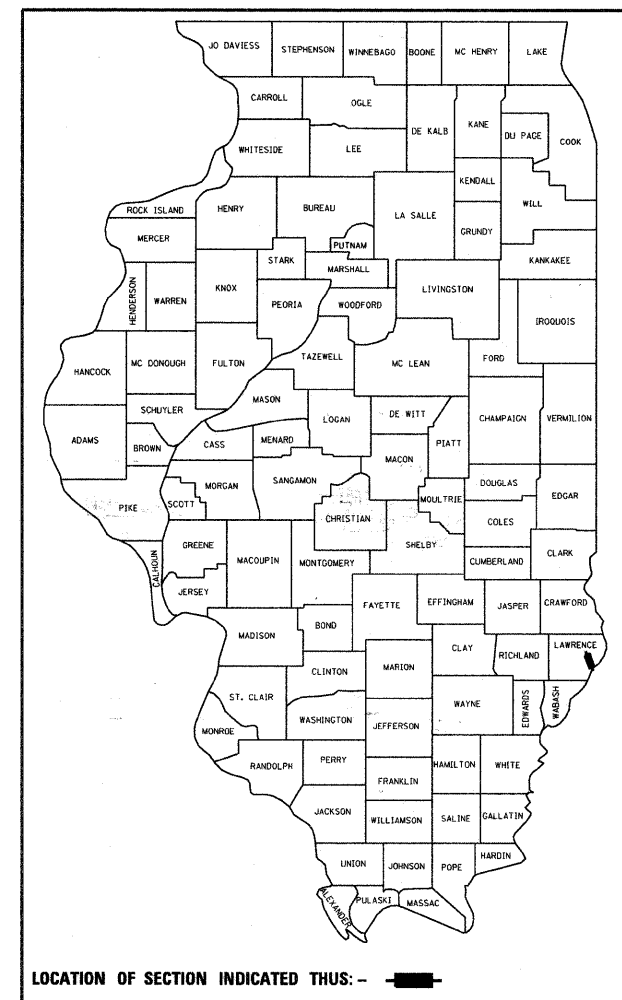 JO DAVIESS STEPHENSON WINNEBAGO BOONE MC HENRY LAKE
CARROLL OGLE DE KALB KANE DU PAGE COOK
WHITESIDE LEE
KENDALL WILL
ROCK ISLAND HENRY BUREAU LA SALLE GRUNDY
MERCER PUTNAM
STARK MARSHALL KANKAKEE
HENDERSON WARREN KNOX PEORIA WOODFORD LIVINGSTON IROQUOIS
HANCOCK MC DONOUGH FULTON TAZEWELL MC LEAN FORD
MASON
SCHUYLER LOGAN DE WITT CHAMPAIGN VERMILION
ADAMS BROWN CASS MENARD MACON PIATT
PIKE SCOTT MORGAN SANGAMON MOULTRIE DOUGLAS EDGAR
CHRISTIAN COLES
CALHOUN GREENE MACOUPIN MONTGOMERY SHELBY CUMBERLAND CLARK
JERSEY FAYETTE EFFINGHAM JASPER CRAWFORD
MADISON BOND
CLINTON MARION CLAY RICHLAND LAWRENCE
ST. CLAIR WASHINGTON JEFFERSON WAYNE EDWARDS WABASH
MONROE
RANDOLPH PERRY FRANKLIN HAMILTON WHITE
JACKSON WILLIAMSON SALINE GALLATIN
UNION JOHNSON POPE HARDIN
ALEXANDER PULASKI MASSAC
LOCATION OF SECTION INDICATED THUS: -